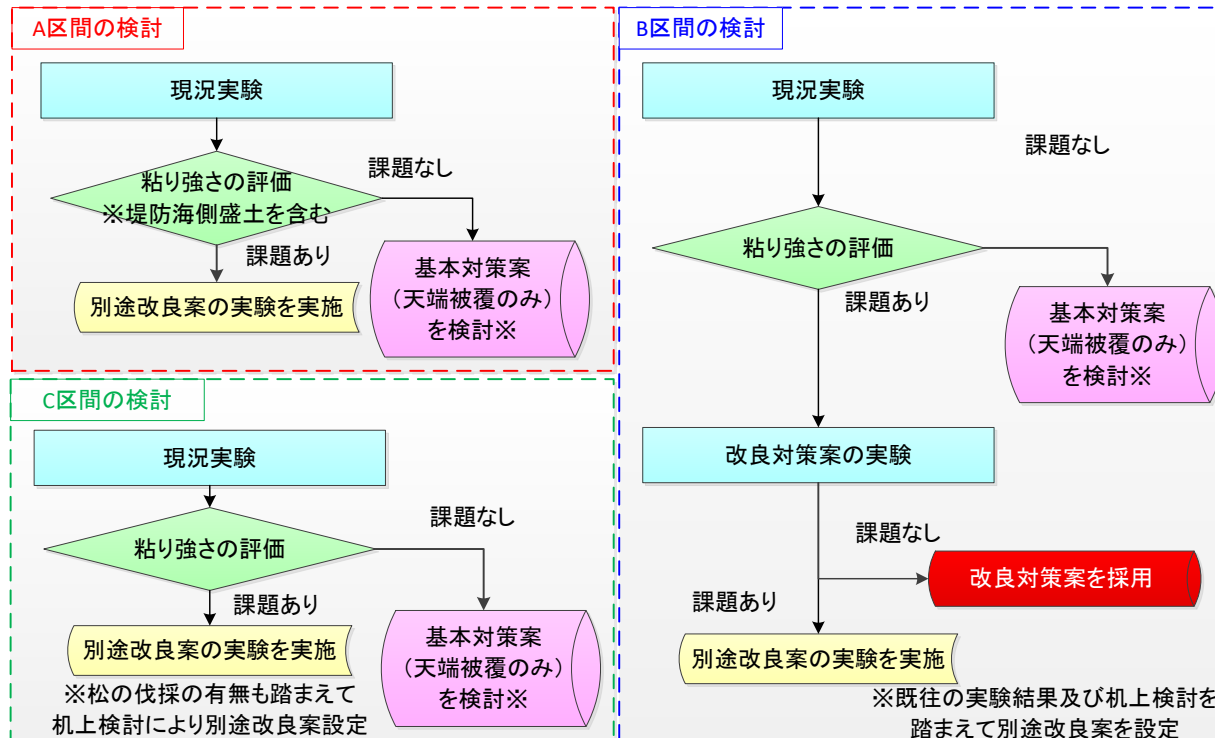 A区間の検討
現況実験
粘り強さの評価
※堤防海側盛土を含む
課題なし
課題あり
別途改良案の実験を実施
基本対策案
（天端被覆のみ）
を検討※
C区間の検討
現況実験
粘り強さの評価
課題なし
課題あり
別途改良案の実験を実施
※松の伐採の有無も踏まえて
机上検討により別途改良案設定
基本対策案
（天端被覆のみ）
を検討※
B区間の検討
現況実験
課題なし
粘り強さの評価
課題あり
基本対策案
（天端被覆のみ）
を検討※
改良対策案の実験
課題なし
改良対策案を採用
課題あり
別途改良案の実験を実施
※既往の実験結果及び机上検討を
踏まえて別途改良案を設定